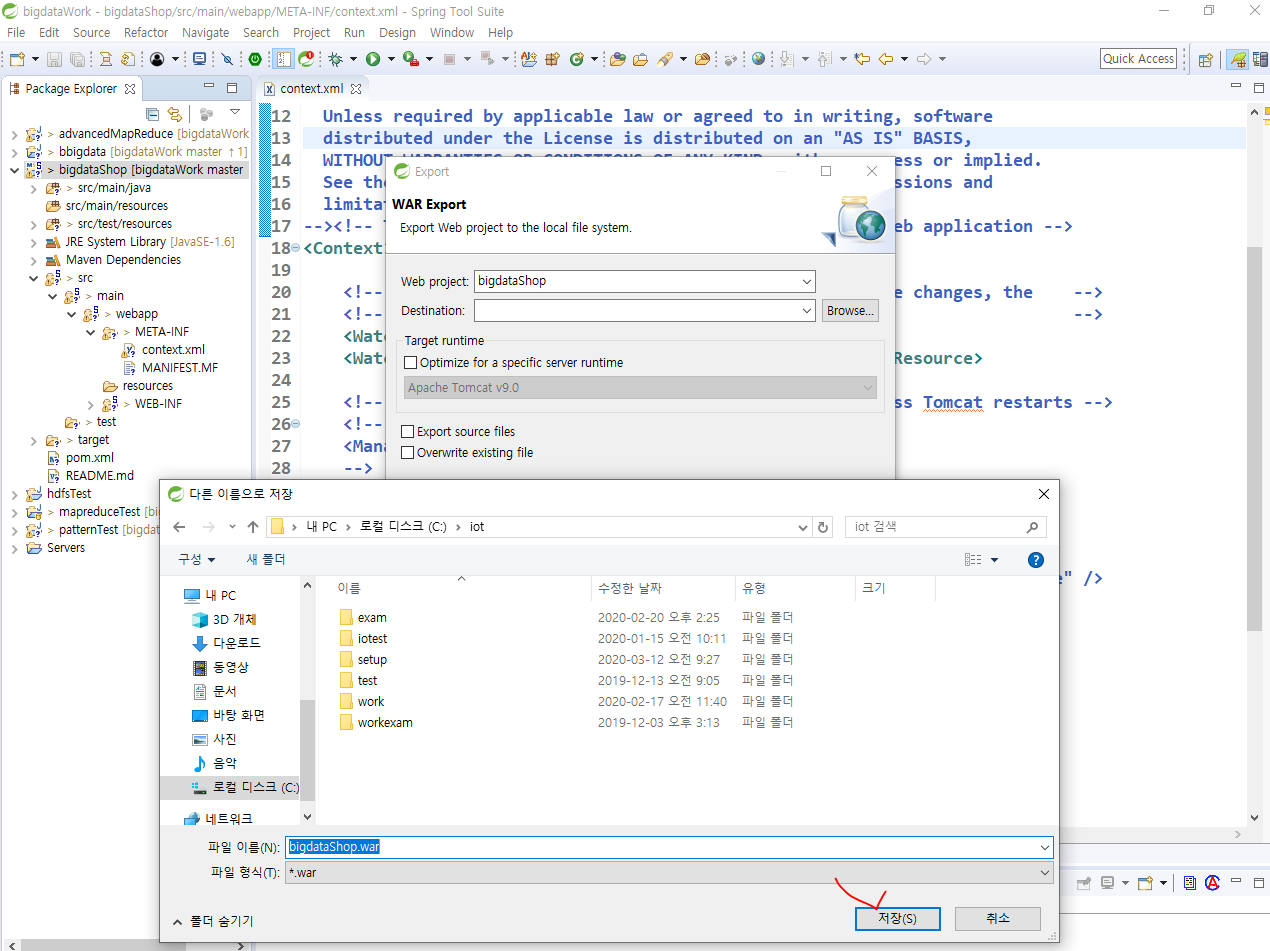 bigdataWork - bigdataShop/src/main/webapp/META-INF/context.xml - Spring Tool Suite
File Edit Source Refactor Navigate Search Project Run Design Window Help
Quick Access
Package Explorer
context.xml
> advancedMapReduce [bigdataWork
> bbigdata [bigdataWork master ↑1]
> bigdataShop [bigdataWork master
> src/main/java
src/main/resources
> src/test/resources
JRE System Library [JavaSE-1.6]
Maven Dependencies
> src
> main
> webapp
> META-INF
context.xml
MANIFEST.MF
resources
> WEB-INF
> test
> target
pom.xml
README.md
hdfsTest
> mapreduceTest [bi
> patternTest [bigdat
Servers
12 Unless required by applicable law or agreed to in writing, software
13 distributed under the License is distributed on an "AS IS" BASIS,
14 WITHOUT WARRANTIES OR CONDITIONS OF ANY KIND, ess or implied.
15 See the ssions and
16 limitat
17 --><!-- eb application -->
18 <Context
19
20 <!-- e changes, the -->
21 <!-- -->
22 <Wat
23 <Wat Resource>
24
25 <!-- ss Tomcat restarts -->
26 <!--
27 <Mana
28 -->
e" />
Export
WAR Export
Export Web project to the local file system.
Web project: bigdataShop
Destination:
Browse...
Target runtime
Optimize for a specific server runtime
Apache Tomcat v9.0
Export source files
Overwrite existing file
다른 이름으로 저장
내 PC > 로컬 디스크 (C:) > iot
iot 검색
구성 새 폴더
내 PC
3D 개체
다운로드
동영상
문서
바탕 화면
사진
음악
로컬 디스크 (C:)
네트워크
이름 수정한 날짜 유형 크기
exam 2020-02-20 오후 2:25 파일 폴더
iotest 2020-01-15 오전 10:11 파일 폴더
setup 2020-03-12 오전 9:27 파일 폴더
test 2019-12-13 오전 9:05 파일 폴더
work 2020-02-17 오전 11:40 파일 폴더
workexam 2019-12-03 오후 3:13 파일 폴더
파일 이름(N): bigdataShop.war
파일 형식(T): *.war
폴더 숨기기
저장(S) 취소